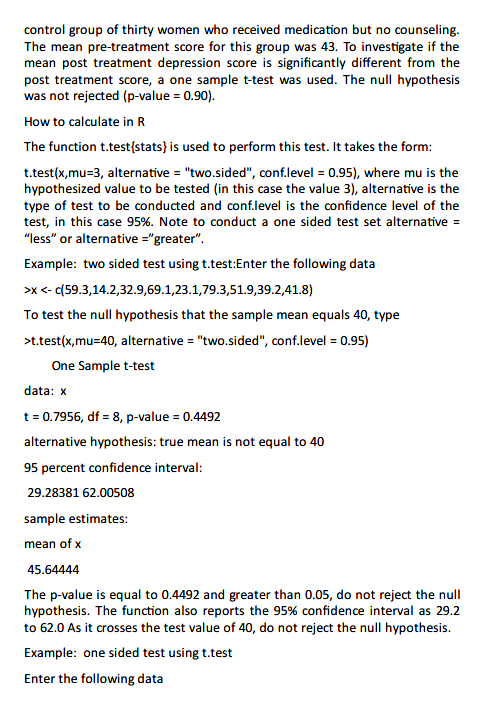 control group of thirty women who received medication but no counseling.
The mean pre-treatment score for this group was 43. To investigate if the
mean post treatment depression score is significantly different from the
post treatment score, a one sample t-test was used. The null hypothesis
was not rejected (p-value = 0.90).
How to calculate in R
The function t.test{stats} is used to perform this test. It takes the form:
t.test(x,mu=3, alternative = "two.sided", conf.level = 0.95), where mu is the
hypothesized value to be tested (in this case the value 3), alternative is the
type of test to be conducted and conf.level is the confidence level of the
test, in this case 95%. Note to conduct a one sided test set alternative =
“less” or alternative =”greater”.
Example:  two sided test using t.test:Enter the following data
>x <- c(59.3,14.2,32.9,69.1,23.1,79.3,51.9,39.2,41.8)
To test the null hypothesis that the sample mean equals 40, type
>t.test(x,mu=40, alternative = "two.sided", conf.level = 0.95)
One Sample t-test
data:  x
t = 0.7956, df = 8, p-value = 0.4492
alternative hypothesis: true mean is not equal to 40
95 percent confidence interval:
29.28381 62.00508
sample estimates:
mean of x
45.64444
The p-value is equal to 0.4492 and greater than 0.05, do not reject the null
hypothesis. The function also reports the 95% confidence interval as 29.2
to 62.0 As it crosses the test value of 40, do not reject the null hypothesis.
Example:  one sided test using t.test
Enter the following data